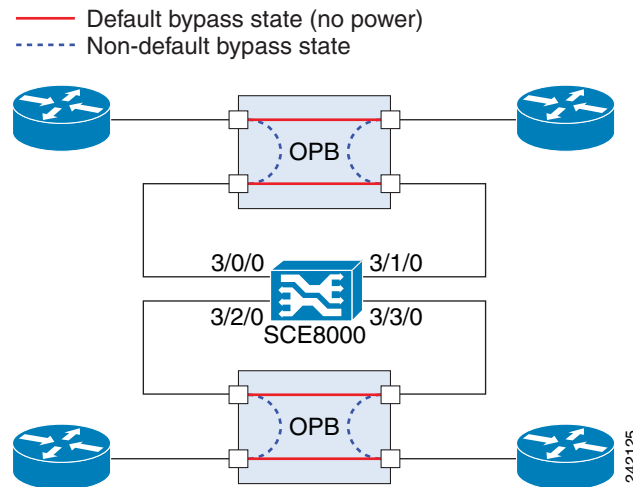 Default bypass state (no power)
Non-default bypass state
OPB
3/0/0
3/1/0
3/2/0
3/3/0
SCE8000
OPB
242125